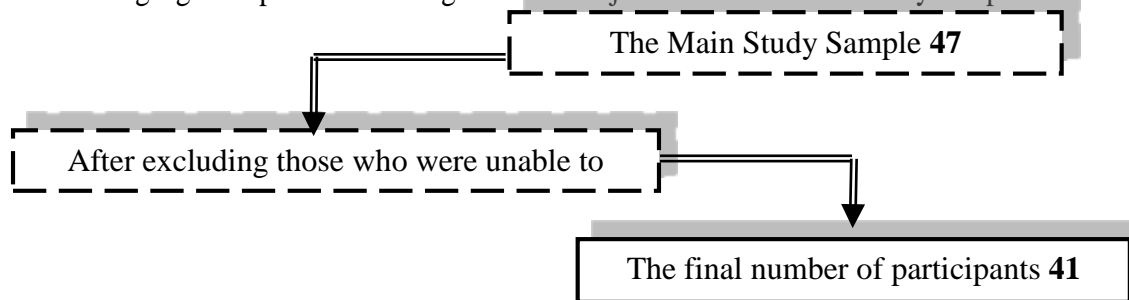 The Main Study Sample 47
After excluding those who were unable to
The final number of participants 41